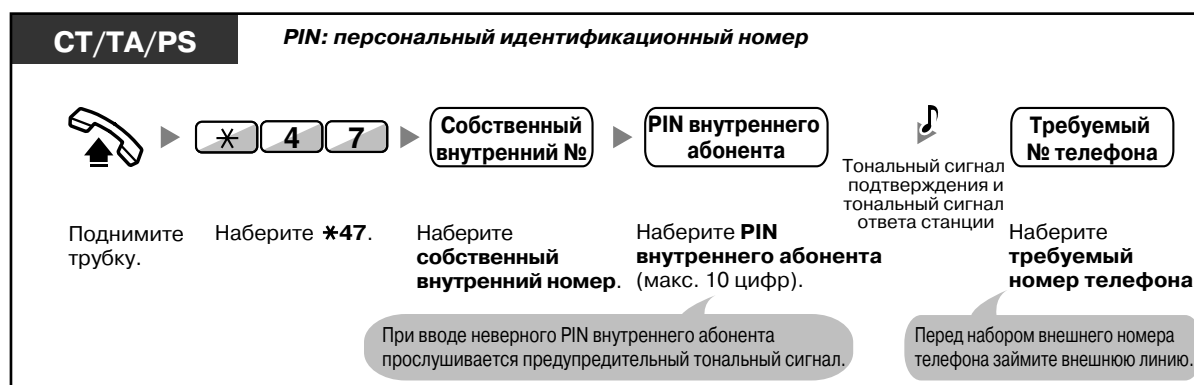 CT/TA/PS
PIN: персональный идентификационный номер
* 4 7
Собственный
внутренний №
PIN внутреннего
абонента
Тональный сигнал
подтверждения и
тональный сигнал
ответа станции
Требуемый
№ телефона
Поднимите
трубку.
Наберите *47.
Наберите
собственный
внутренний номер.
Наберите PIN
внутреннего абонента
(макс. 10 цифр).
Наберите
требуемый
номер телефона
При вводе неверного PIN внутреннего абонента
прослушивается предупредительный тональный сигнал.
Перед набором внешнего номера
телефона займите внешнюю линию.